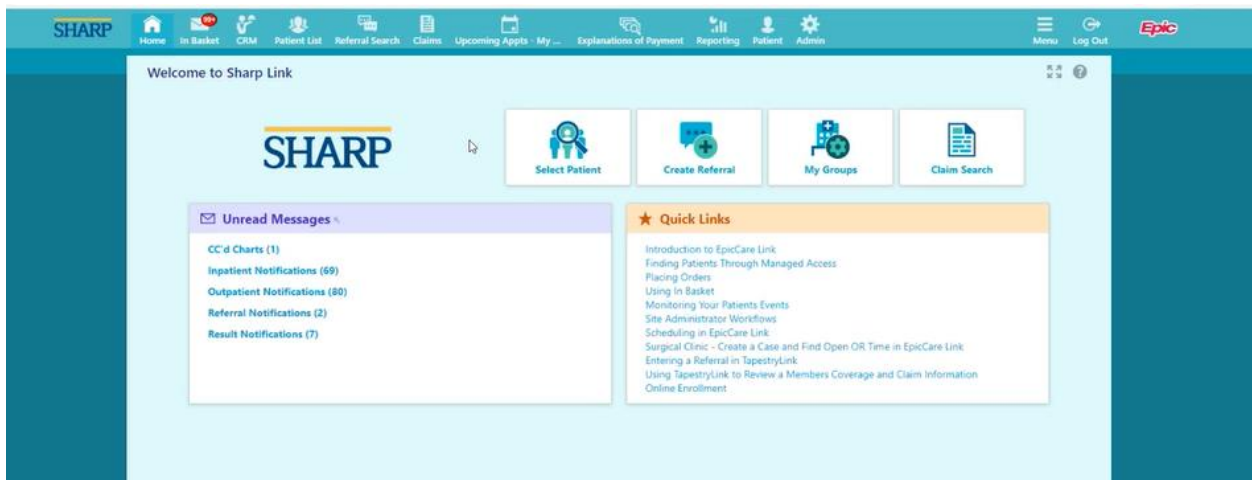 SHARP
Home In Basket 99+ CRM Patient List Referral Search Claims Upcoming Appts - My ... Explanations of Payment Reporting Patient Admin Menu Log Out Epic
Welcome to Sharp Link
SHARP
Select Patient Create Referral My Groups Claim Search
Unread Messages
CC'd Charts (1)
Inpatient Notifications (69)
Outpatient Notifications (80)
Referral Notifications (2)
Result Notifications (7)
Quick Links
Introduction to EpicCare Link
Finding Patients Through Managed Access
Placing Orders
Using In Basket
Monitoring Your Patients Events
Site Administrator Workflows
Scheduling in EpicCare Link
Surgical Clinic - Create a Case and Find Open OR Time in EpicCare Link
Entering a Referral in TapestryLink
Using TapestryLink to Review a Members Coverage and Claim Information
Online Enrollment